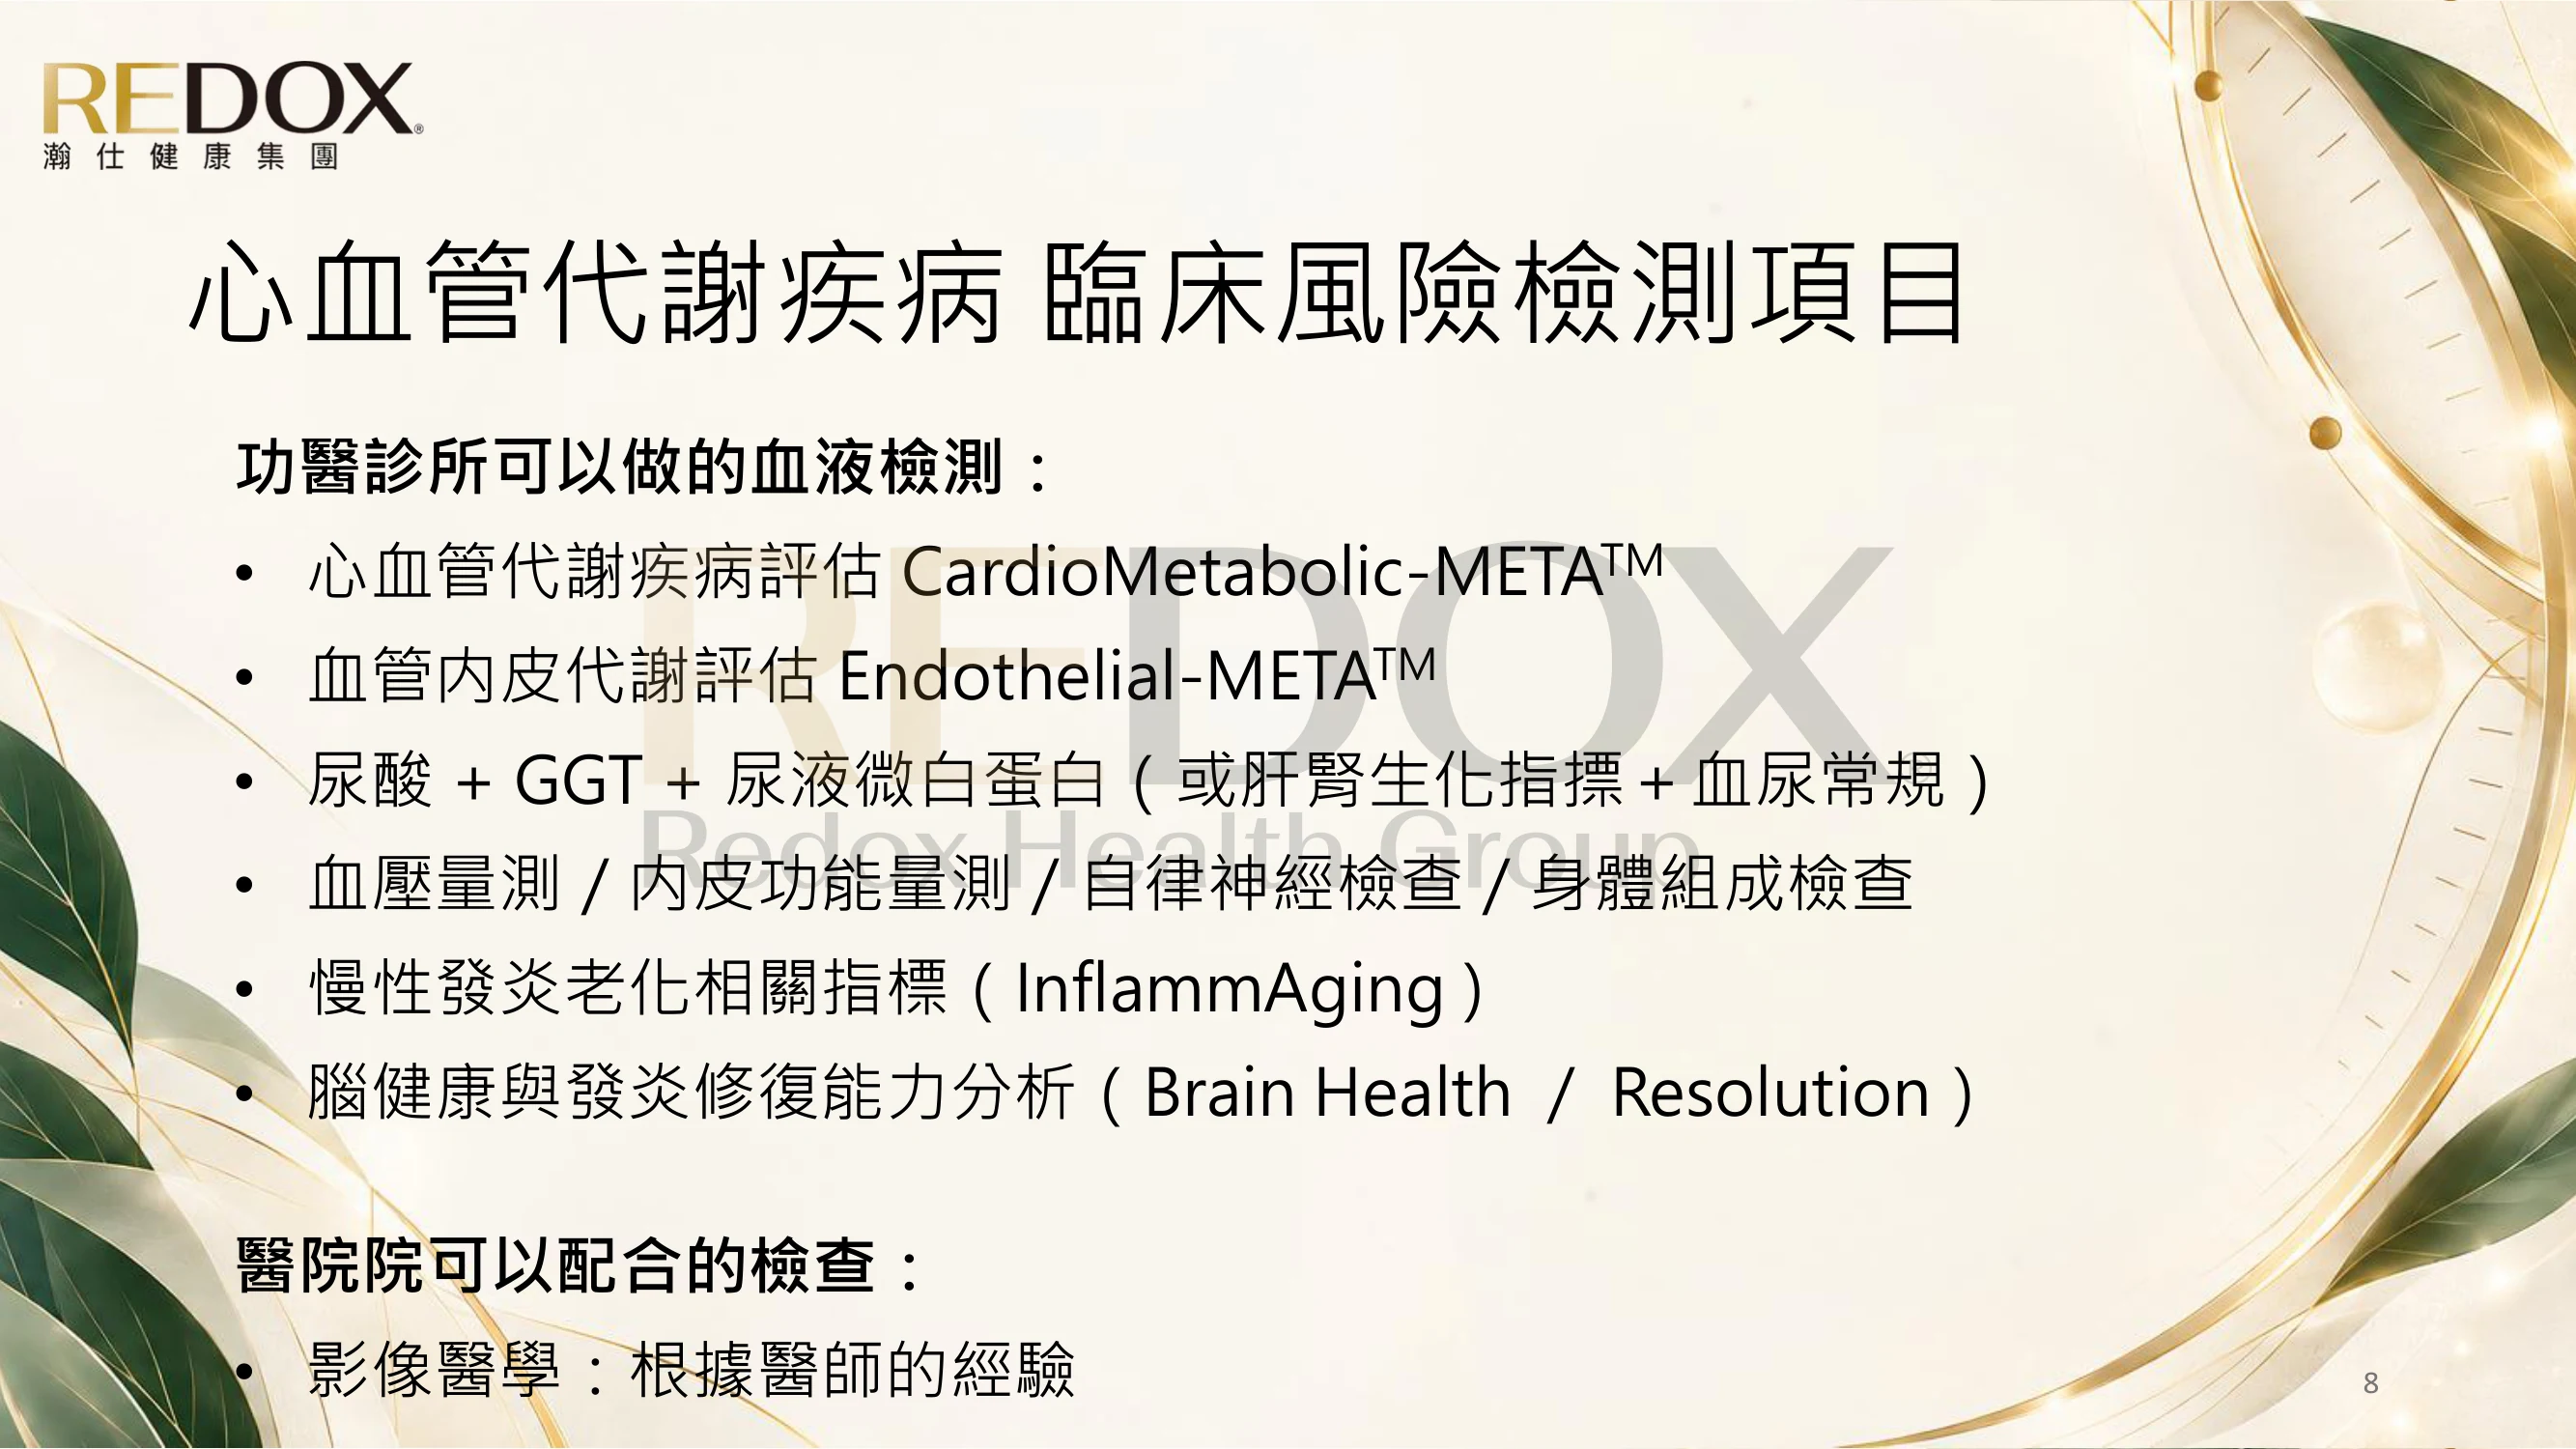 REDOX®
瀚仕健康集團
心血管代謝疾病 臨床風險檢測項目
功醫診所可以做的血液檢測：
• 心血管代謝疾病評估 CardioMetabolic-META™
• 血管內皮代謝評估 Endothelial-META™
• 尿酸 + GGT + 尿液微白蛋白（或肝腎生化指摽＋血尿常規）
• 血壓量測 / 內皮功能量測 / 自律神經檢查 / 身體組成檢查
• 慢性發炎老化相關指標（InflammAging）
• 腦健康與發炎修復能力分析（Brain Health / Resolution）
醫院院可以配合的檢查：
• 影像醫學：根據醫師的經驗
REDOX®
Redox Health Group
8